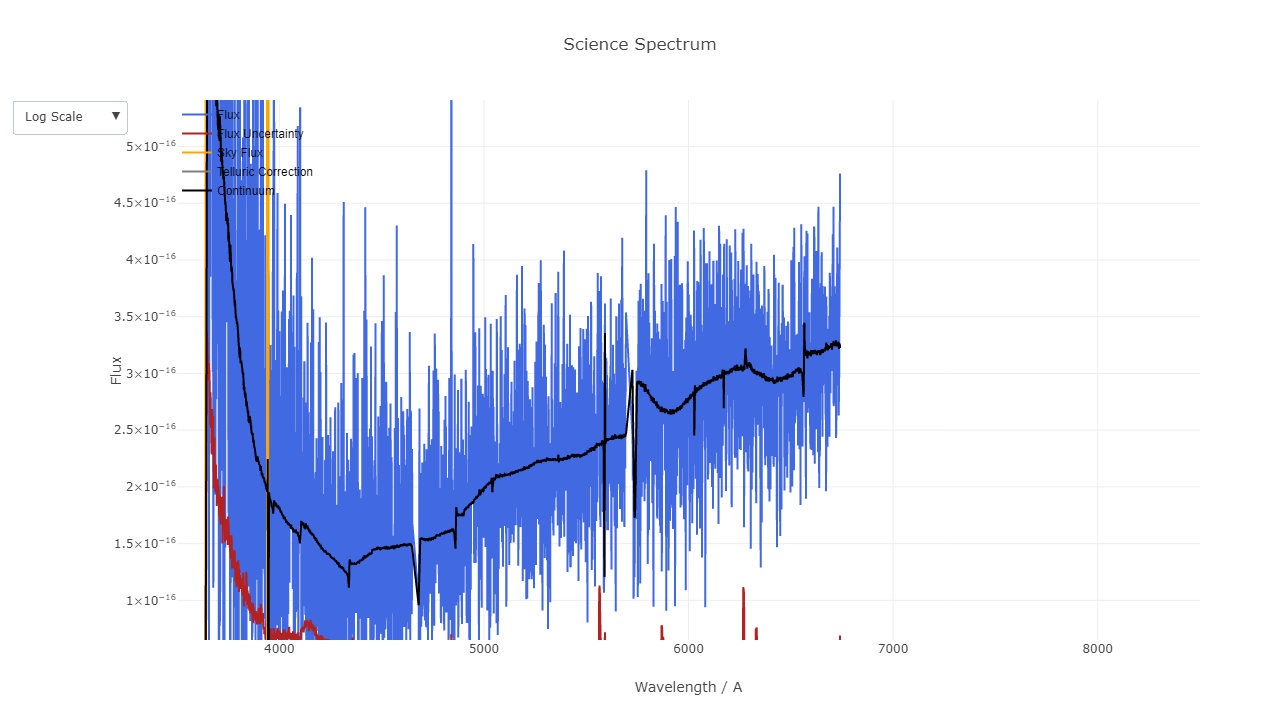 Science Spectrum
Log Scale ▼
Flux
Flux Uncertainty
Sky Flux
Telluric Correction
Continuum
5×10⁻¹⁶
4.5×10⁻¹⁶
4×10⁻¹⁶
3.5×10⁻¹⁶
3×10⁻¹⁶
2.5×10⁻¹⁶
2×10⁻¹⁶
1.5×10⁻¹⁶
1×10⁻¹⁶
Flux
4000 5000 6000 7000 8000
Wavelength / A